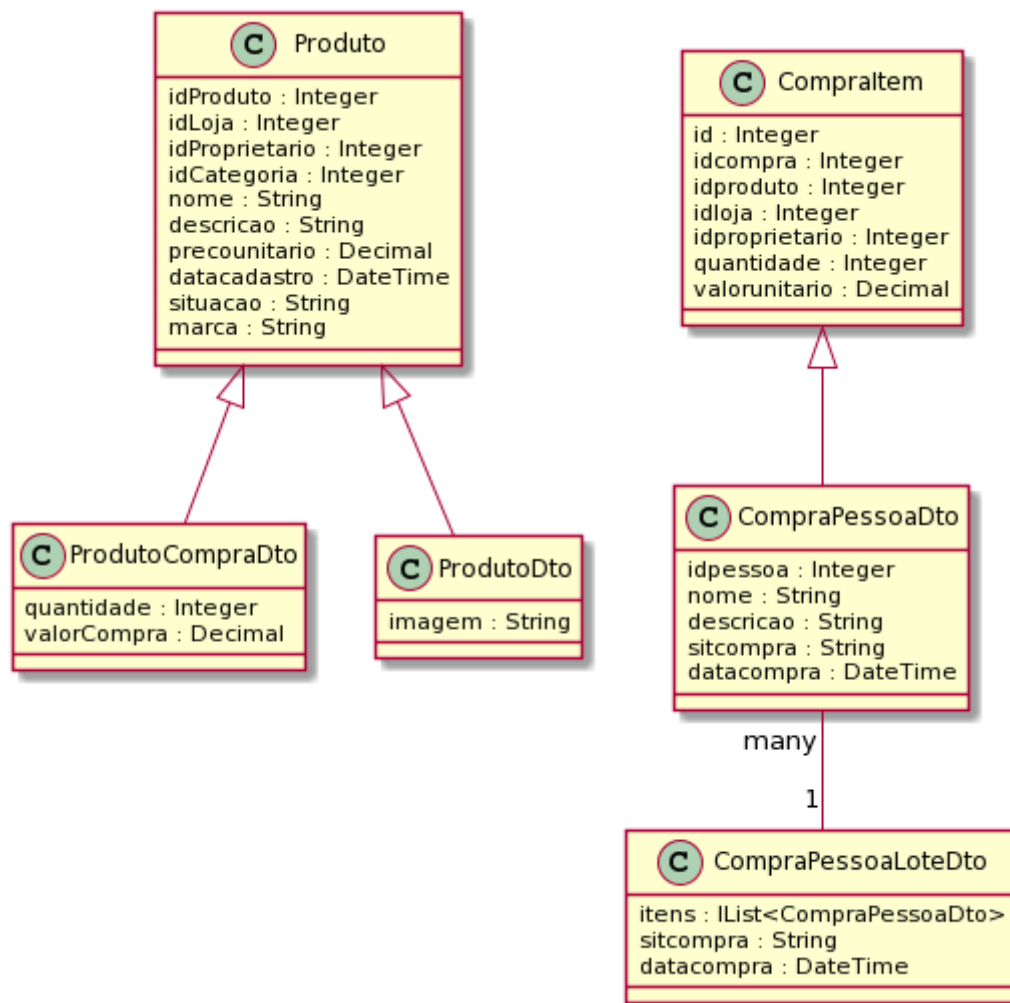 C Produto
idProduto : Integer
idLoja : Integer
idProprietario : Integer
idCategoria : Integer
nome : String
descricao : String
precounitario : Decimal
datacadastro : DateTime
situacao : String
marca : String
C CompraItem
id : Integer
idcompra : Integer
idproduto : Integer
idloja : Integer
idproprietario : Integer
quantidade : Integer
valorunitario : Decimal
C ProdutoCompraDto
quantidade : Integer
valorCompra : Decimal
C ProdutoDto
imagem : String
C CompraPessoaDto
idpessoa : Integer
nome : String
descricao : String
sitcompra : String
datacompra : DateTime
many
1
C CompraPessoaLoteDto
itens : IList<CompraPessoaDto>
sitcompra : String
datacompra : DateTime